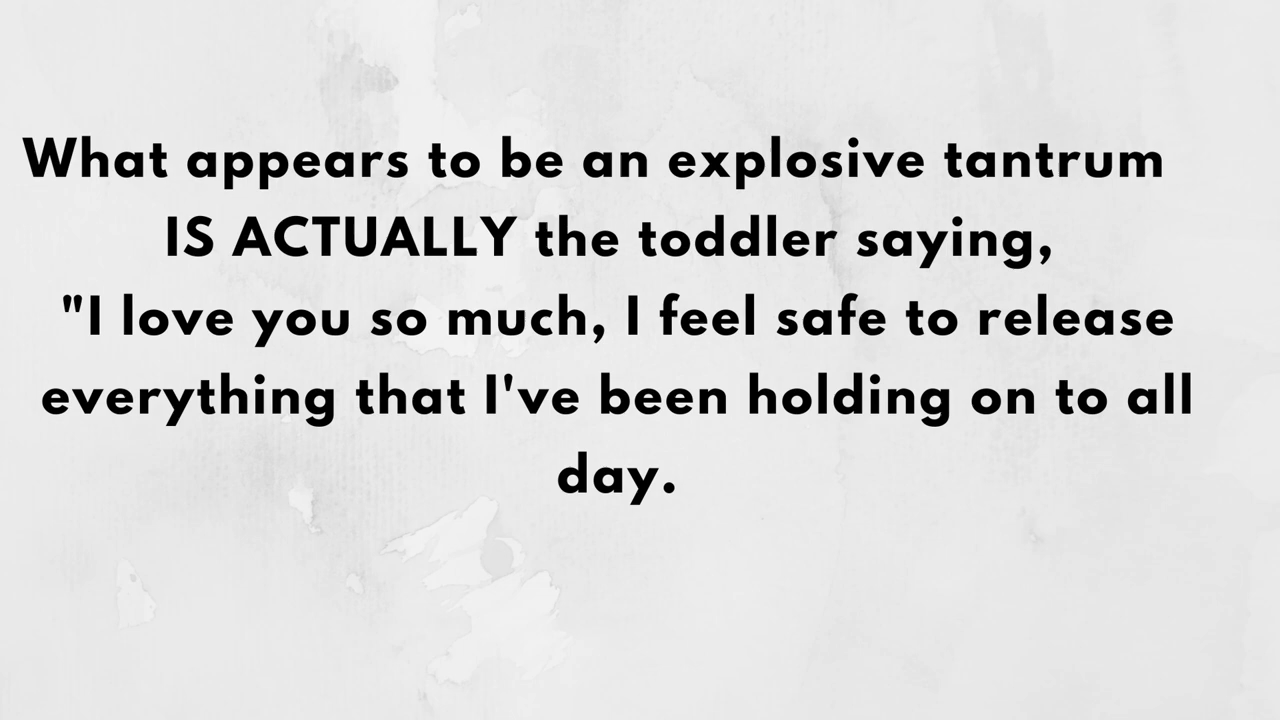 What appears to be an explosive tantrum
IS ACTUALLY the toddler saying,
"I love you so much, I feel safe to release
everything that I've been holding on to all
day.